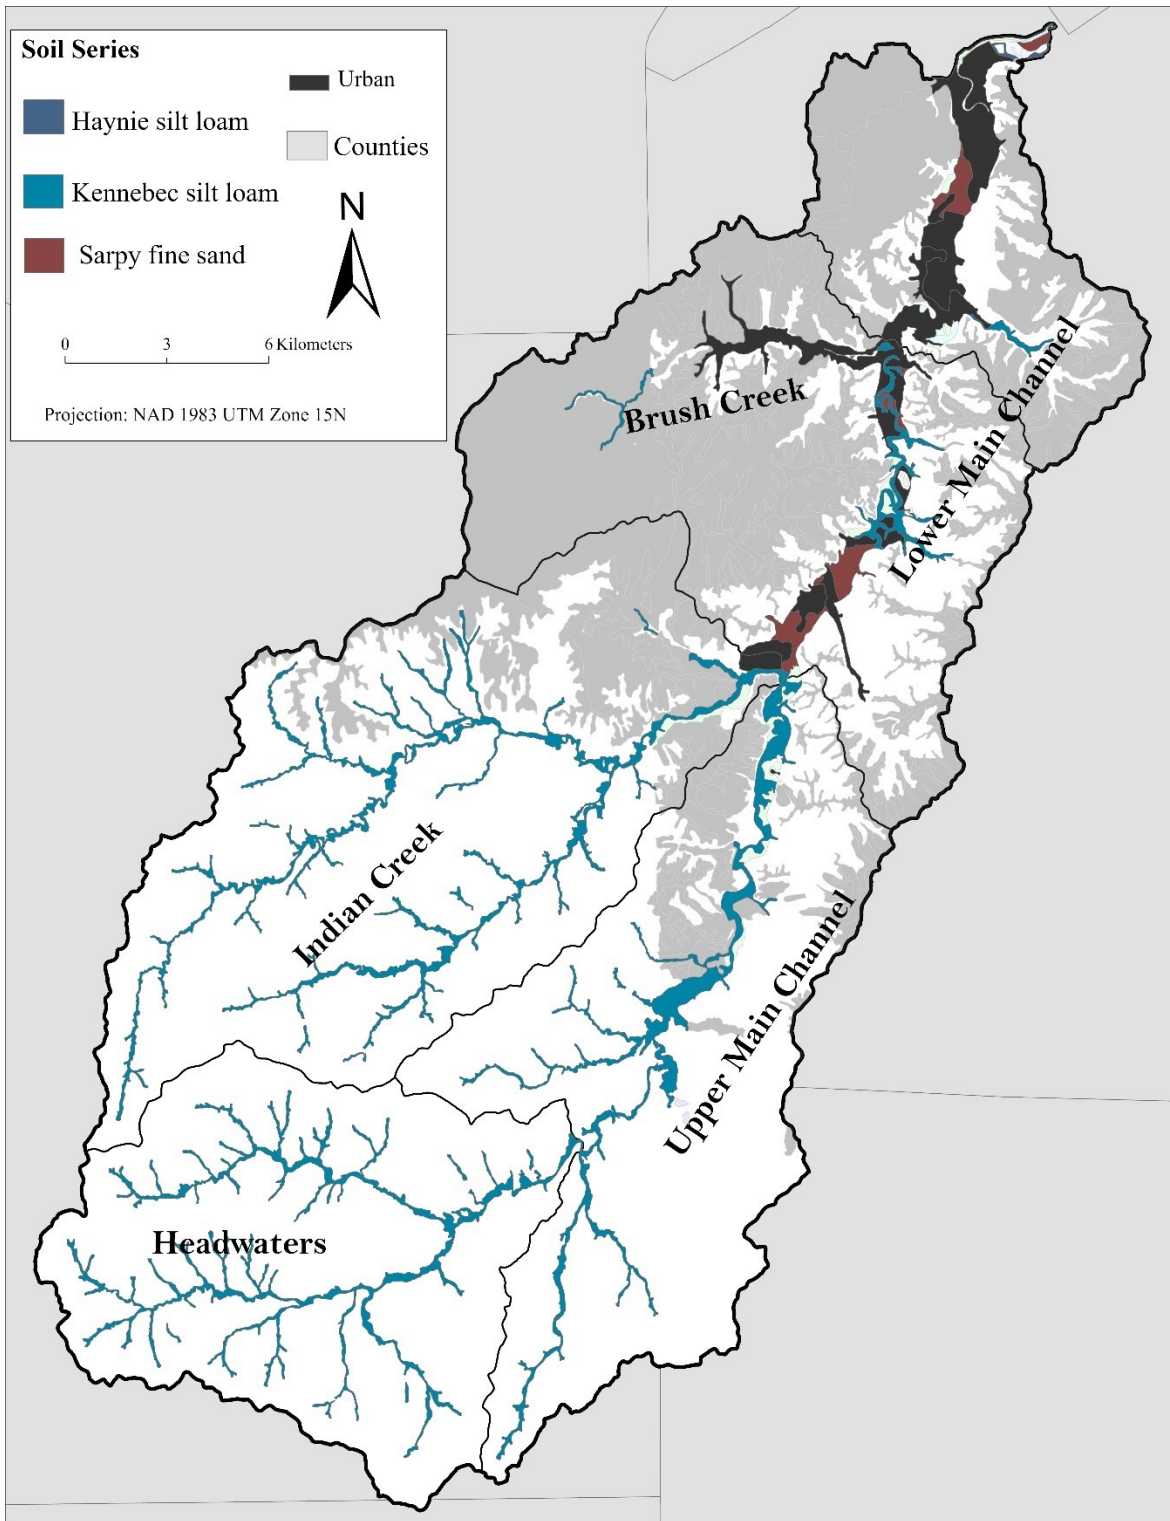 Soil Series
Haynie silt loam
Kennebec silt loam
Sarpy fine sand
Urban
Counties
N
0 3 6 Kilometers
Projection: NAD 1983 UTM Zone 15N
Brush Creek
Lower Main Channel
Indian Creek
Upper Main Channel
Headwaters